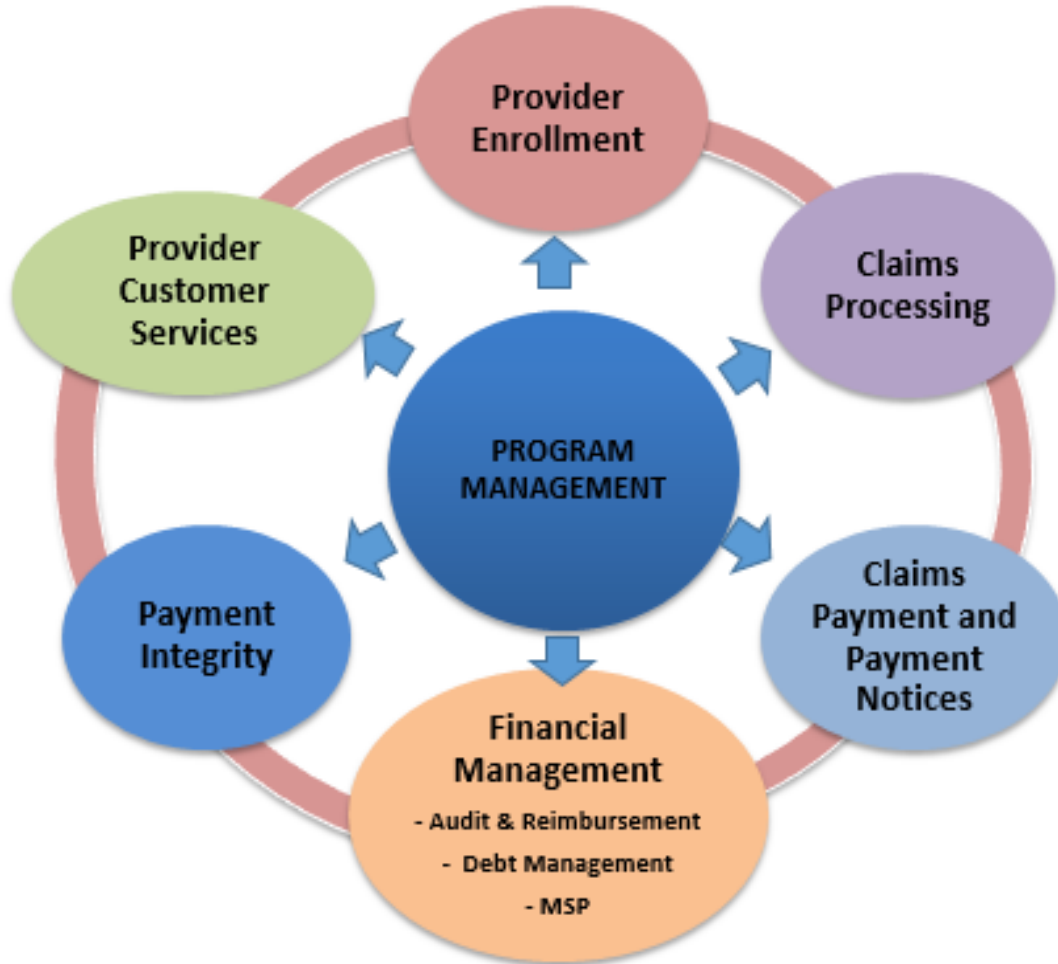 Provider
Enrollment
Provider
Customer
Services
Claims
Processing
PROGRAM
MANAGEMENT
Payment
Integrity
Claims
Payment and
Payment
Notices
Financial
Management
- Audit & Reimbursement
- Debt Management
- MSP